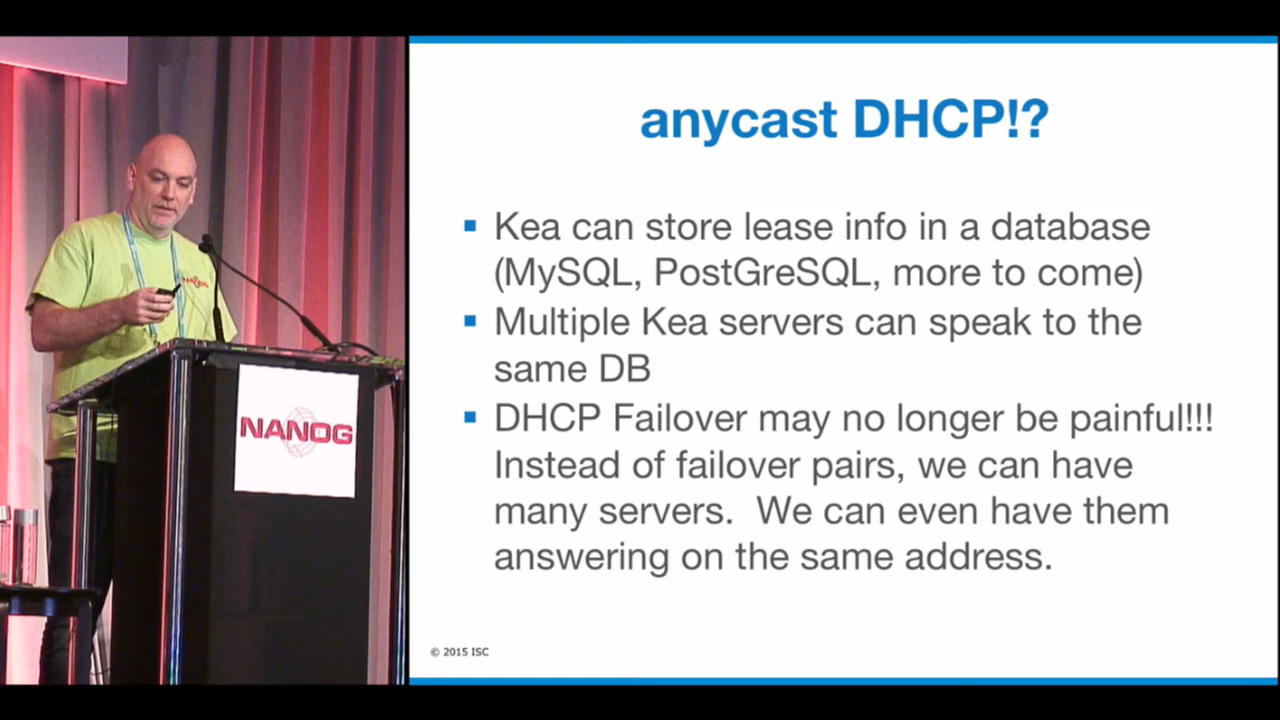 anycast DHCP!?
▪ Kea can store lease info in a database
(MySQL, PostGreSQL, more to come)
▪ Multiple Kea servers can speak to the
same DB
▪ DHCP Failover may no longer be painful!!!
Instead of failover pairs, we can have
many servers.  We can even have them
answering on the same address.
© 2015 ISC
NANOG